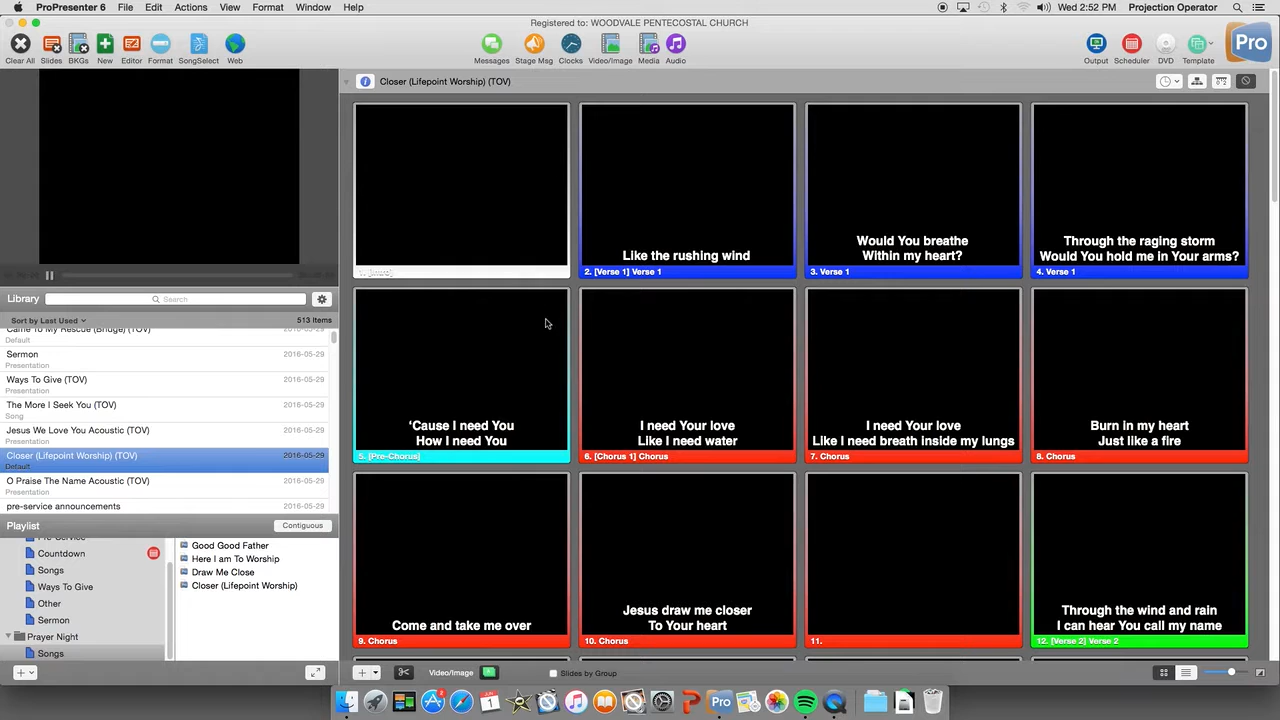 ProPresenter 6 File Edit Actions View Format Window Help Wed 2:52 PM Projection Operator
Registered to: WOODVALE PENTECOSTAL CHURCH
Clear All Slides BKGs New Editor Format SongSelect Web Messages Stage Msg Clocks Video/Image Media Audio Output Scheduler DVD Template
Pro
Closer (Lifepoint Worship) (TOV)
Like the rushing wind
2. [Verse 1] Verse 1
Would You breathe
Within my heart?
3. Verse 1
Through the raging storm
Would You hold me in Your arms?
4. Verse 1
‘Cause I need You
How I need You
5. [Pre-Chorus]
I need Your love
Like I need water
6. [Chorus 1] Chorus
I need Your love
Like I need breath inside my lungs
7. Chorus
Burn in my heart
Just like a fire
8. Chorus
Come and take me over
9. Chorus
Jesus draw me closer
To Your heart
10. Chorus
11.
Through the wind and rain
I can hear You call my name
12. [Verse 2] Verse 2
Library Search
Sort by Last Used 513 Items
Came To My Rescue (Bridge) (TOV) 2016-05-29
Default
Sermon 2016-05-29
Presentation
Ways To Give (TOV) 2016-05-29
Presentation
The More I Seek You (TOV) 2016-05-29
Song
Jesus We Love You Acoustic (TOV) 2016-05-29
Presentation
Closer (Lifepoint Worship) (TOV) 2016-05-29
Default
O Praise The Name Acoustic (TOV) 2016-05-29
Presentation
pre-service announcements 2016-05-29
Playlist Contiguous
Pre-Service
Countdown
Songs
Ways To Give
Other
Sermon
Prayer Night
Songs
Good Good Father
Here I am To Worship
Draw Me Close
Closer (Lifepoint Worship)
Video/Image Slides by Group